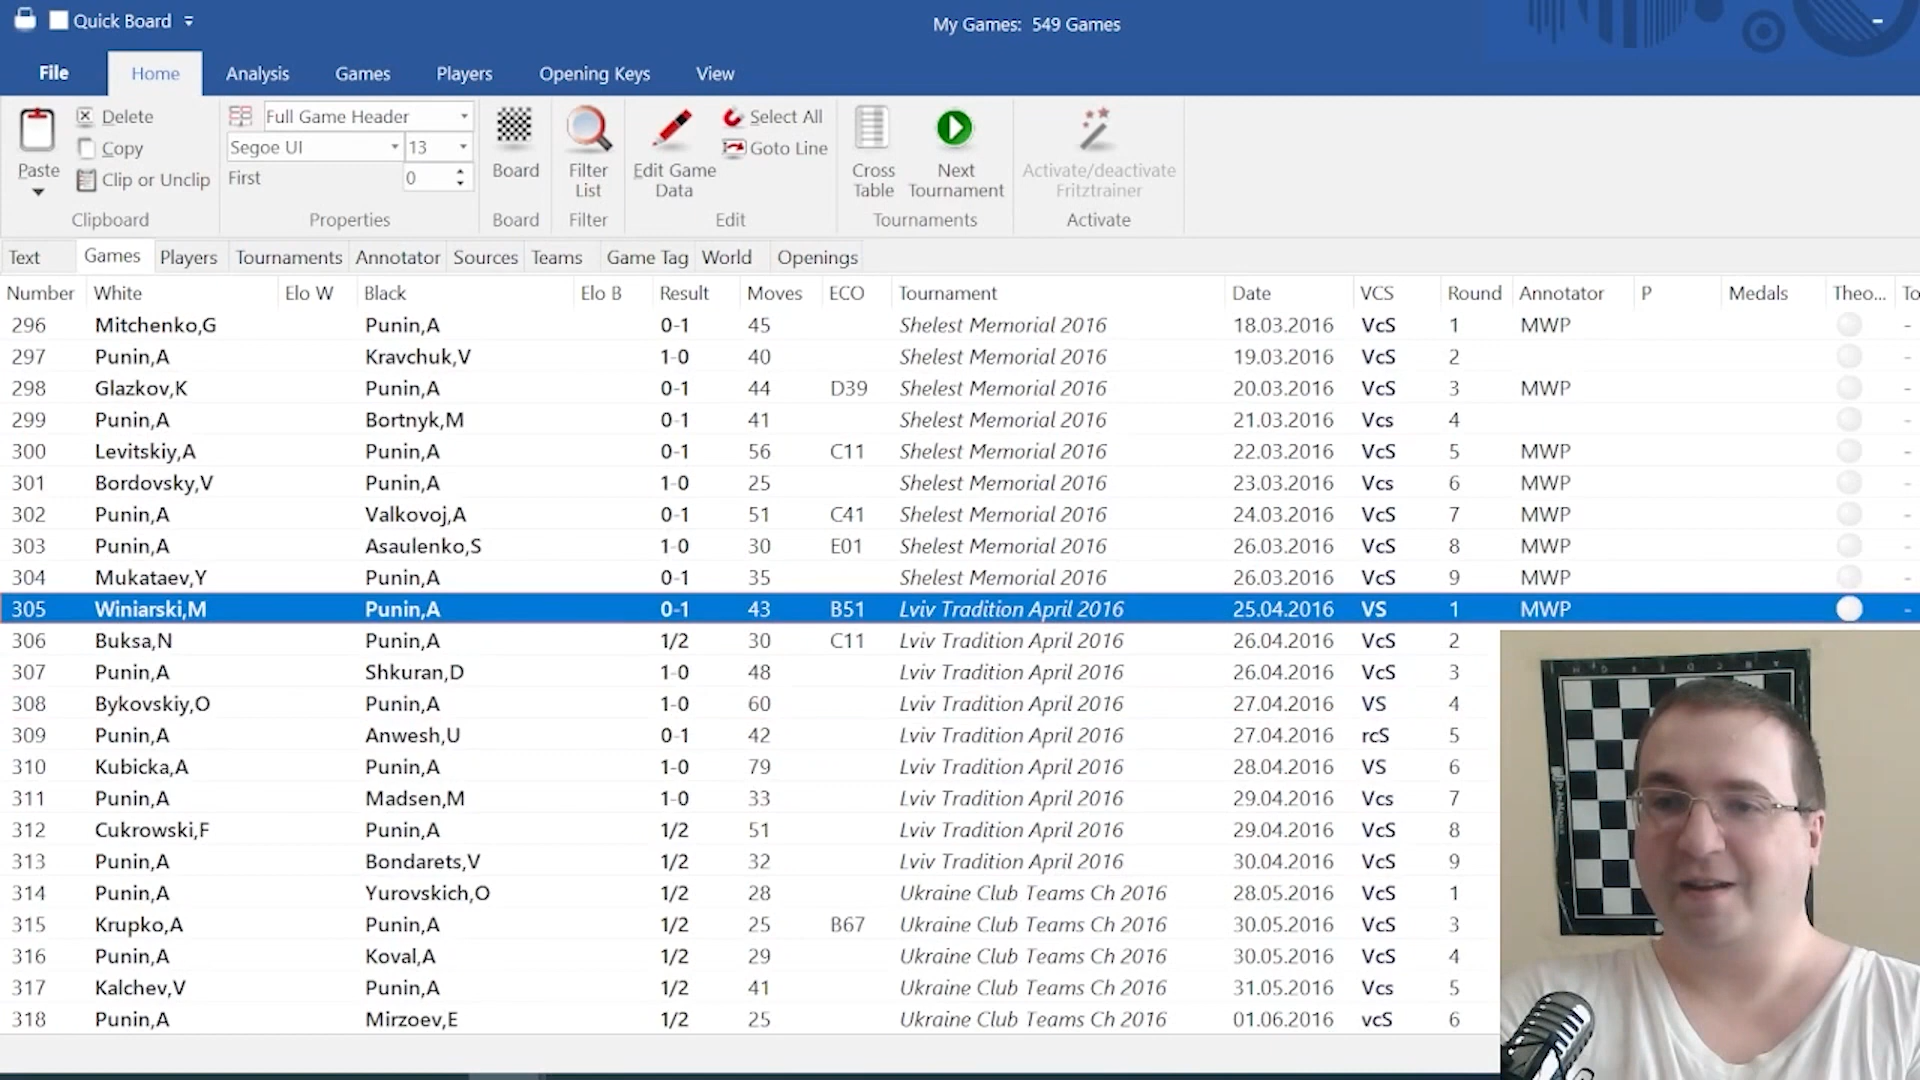 Quick Board
My Games: 549 Games
File Home Analysis Games Players Opening Keys View
Paste Delete Copy Clip or Unclip Clipboard
Full Game Header Segoe UI 13 First 0 Properties
Board Board
Filter List Filter
Edit Game Data Select All Goto Line Edit
Cross Table Next Tournament Tournaments
Activate/deactivate Fritztrainer Activate
Text Games Players Tournaments Annotator Sources Teams Game Tag World Openings
Number White Elo W Black Elo B Result Moves ECO Tournament Date VCS Round Annotator P Medals Theo... To
296 Mitchenko,G Punin,A 0-1 45 Shelest Memorial 2016 18.03.2016 VcS 1 MWP -
297 Punin,A Kravchuk,V 1-0 40 Shelest Memorial 2016 19.03.2016 VcS 2 -
298 Glazkov,K Punin,A 0-1 44 D39 Shelest Memorial 2016 20.03.2016 VcS 3 MWP -
299 Punin,A Bortnyk,M 0-1 41 Shelest Memorial 2016 21.03.2016 Vcs 4 -
300 Levitskiy,A Punin,A 0-1 56 C11 Shelest Memorial 2016 22.03.2016 VcS 5 MWP -
301 Bordovsky,V Punin,A 1-0 25 Shelest Memorial 2016 23.03.2016 Vcs 6 MWP -
302 Punin,A Valkovoj,A 0-1 51 C41 Shelest Memorial 2016 24.03.2016 VcS 7 MWP -
303 Punin,A Asaulenko,S 1-0 30 E01 Shelest Memorial 2016 26.03.2016 VcS 8 MWP -
304 Mukataev,Y Punin,A 0-1 35 Shelest Memorial 2016 26.03.2016 VcS 9 MWP -
305 Winiarski,M Punin,A 0-1 43 B51 Lviv Tradition April 2016 25.04.2016 VS 1 MWP -
306 Buksa,N Punin,A 1/2 30 C11 Lviv Tradition April 2016 26.04.2016 VcS 2
307 Punin,A Shkuran,D 1-0 48 Lviv Tradition April 2016 26.04.2016 VcS 3
308 Bykovskiy,O Punin,A 1-0 60 Lviv Tradition April 2016 27.04.2016 VS 4
309 Punin,A Anwesh,U 0-1 42 Lviv Tradition April 2016 27.04.2016 rcS 5
310 Kubicka,A Punin,A 1-0 79 Lviv Tradition April 2016 28.04.2016 VS 6
311 Punin,A Madsen,M 1-0 33 Lviv Tradition April 2016 29.04.2016 Vcs 7
312 Cukrowski,F Punin,A 1/2 51 Lviv Tradition April 2016 29.04.2016 VcS 8
313 Punin,A Bondarets,V 1/2 32 Lviv Tradition April 2016 30.04.2016 VcS 9
314 Punin,A Yurovskich,O 1/2 28 Ukraine Club Teams Ch 2016 28.05.2016 VcS 1
315 Krupko,A Punin,A 1/2 25 B67 Ukraine Club Teams Ch 2016 30.05.2016 VcS 3
316 Punin,A Koval,A 1/2 29 Ukraine Club Teams Ch 2016 30.05.2016 VcS 4
317 Kalchev,V Punin,A 1/2 41 Ukraine Club Teams Ch 2016 31.05.2016 Vcs 5
318 Punin,A Mirzoev,E 1/2 25 Ukraine Club Teams Ch 2016 01.06.2016 vcS 6